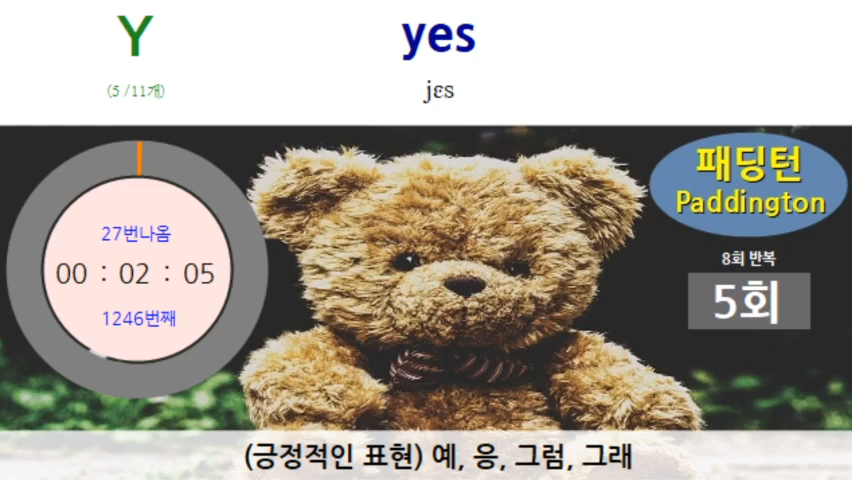 Y
(5 /11개)
yes
jɛs
27번나옴
00 : 02 : 05
1246번째
패딩턴
Paddington
8회 반복
5회
(긍정적인 표현) 예, 응, 그럼, 그래